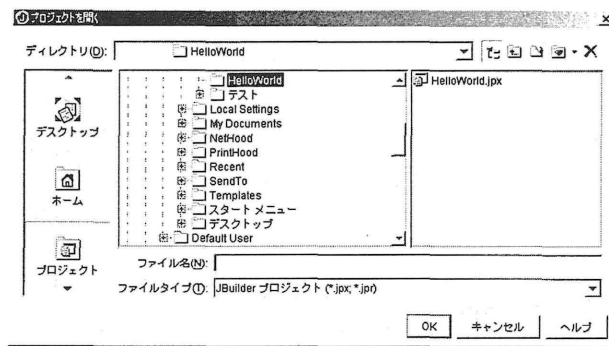 プロジェクトを開く
ディレクトリ(D): HelloWorld
デスクトップ
ホーム
プロジェクト
HelloWorld
テスト
Local Settings
My Documents
NetHood
PrintHood
Recent
SendTo
Templates
スタート メニュー
デスクトップ
Default User
HelloWorld.jpx
ファイル名(N):
ファイルタイプ(T): JBuilder プロジェクト (*.jpx; *.jpr)
OK キャンセル ヘルプ